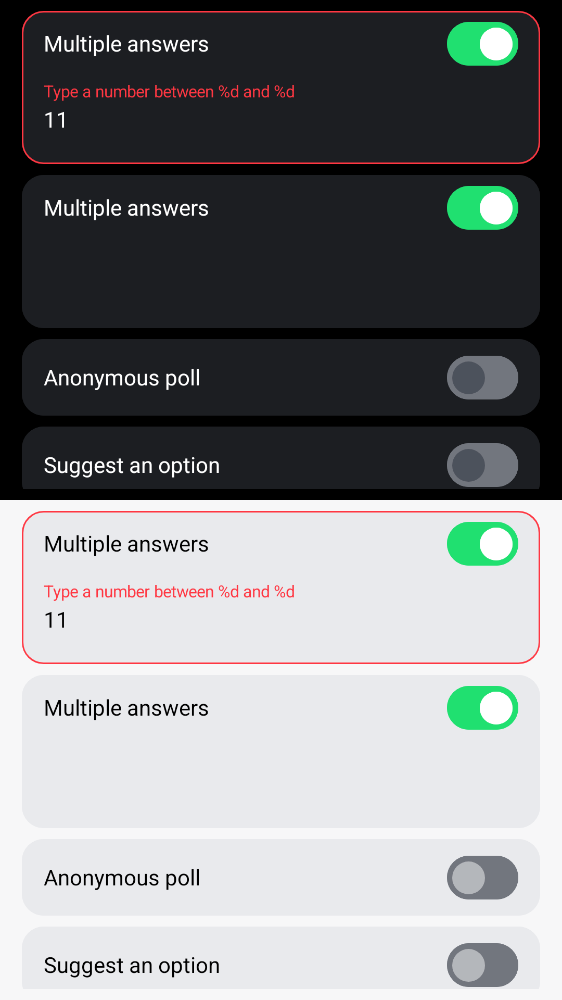 Multiple answers
Type a number between %d and %d
11
Multiple answers
Anonymous poll
Suggest an option
Multiple answers
Type a number between %d and %d
11
Multiple answers
Anonymous poll
Suggest an option